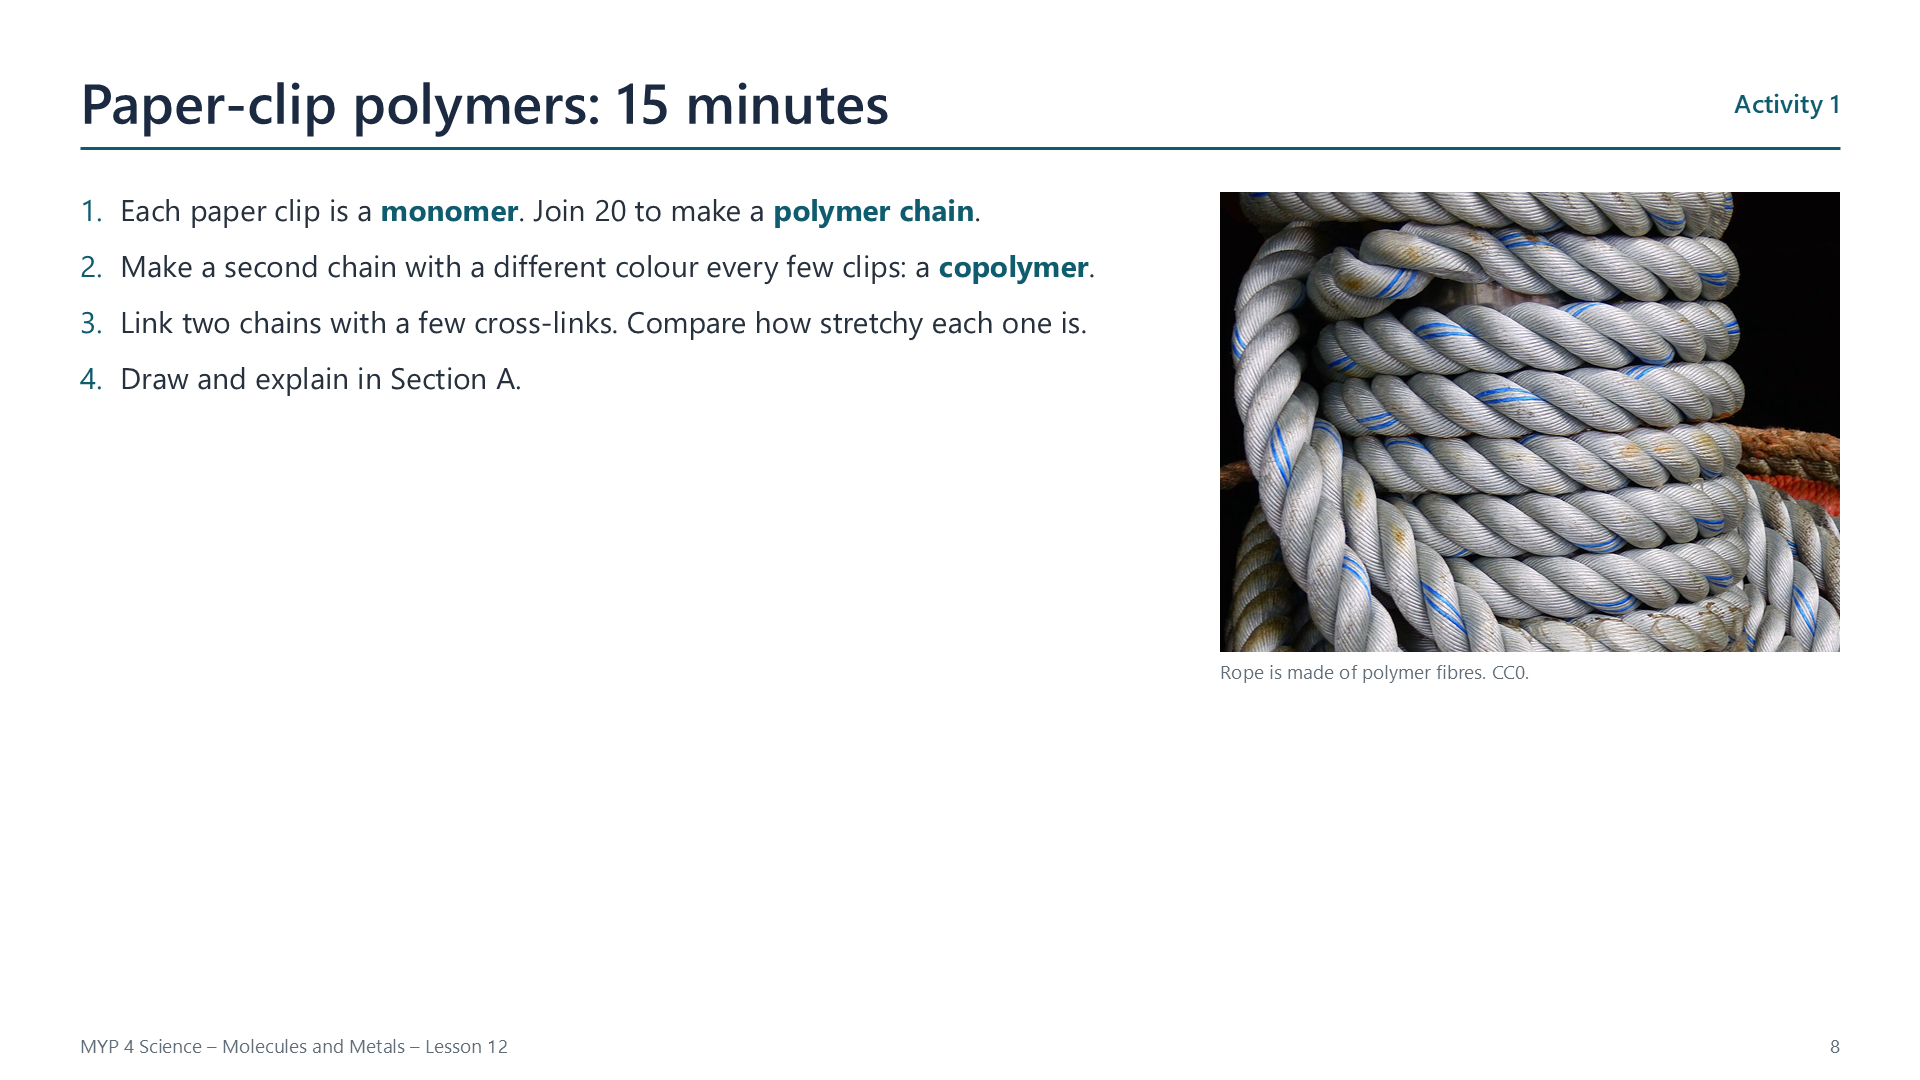 Paper-clip polymers: 15 minutes
Activity 1
1. Each paper clip is a monomer. Join 20 to make a polymer chain.
2. Make a second chain with a different colour every few clips: a copolymer.
3. Link two chains with a few cross-links. Compare how stretchy each one is.
4. Draw and explain in Section A.
Rope is made of polymer fibres. CC0.
MYP 4 Science – Molecules and Metals – Lesson 12
8